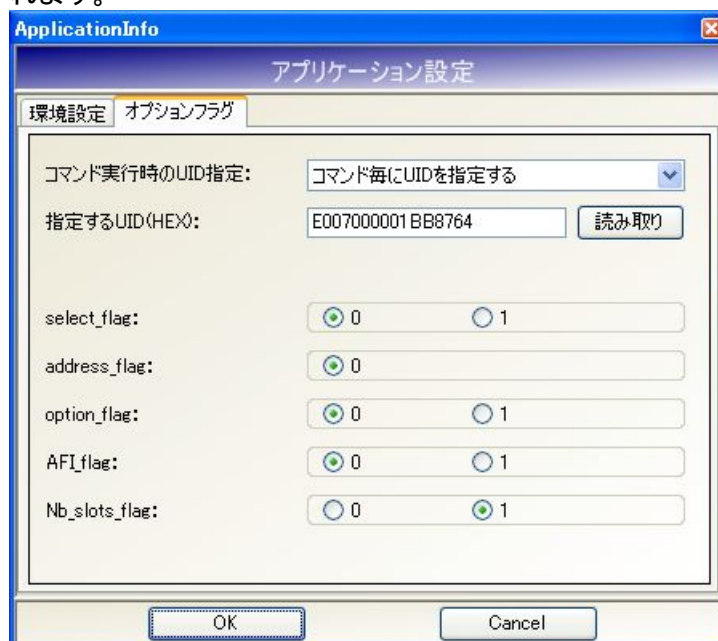 れます。
ApplicationInfo
アプリケーション設定
環境設定 オプションフラグ
コマンド実行時のUID指定: コマンド毎にUIDを指定する
指定するUID(HEX): E007000001BB8764 読み取り
select_flag: 0 1
address_flag: 0
option_flag: 0 1
AFI_flag: 0 1
Nb_slots_flag: 0 1
OK Cancel